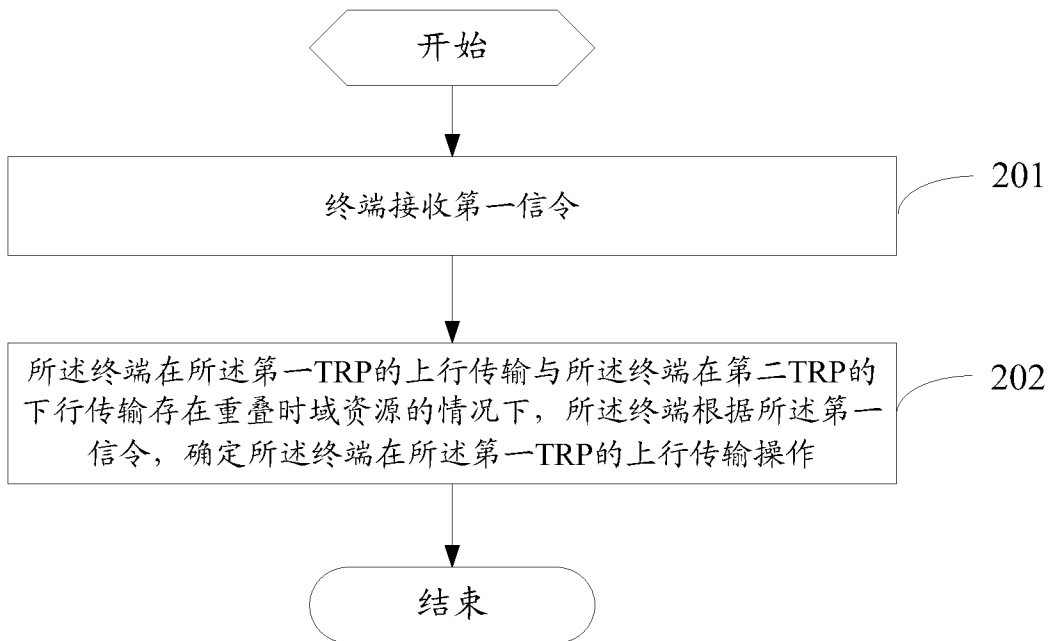 开始
终端接收第一信令
201
所述终端在所述第一TRP的上行传输与所述终端在第二TRP的
下行传输存在重叠时域资源的情况下，所述终端根据所述第一
信令，确定所述终端在所述第一TRP的上行传输操作
202
结束